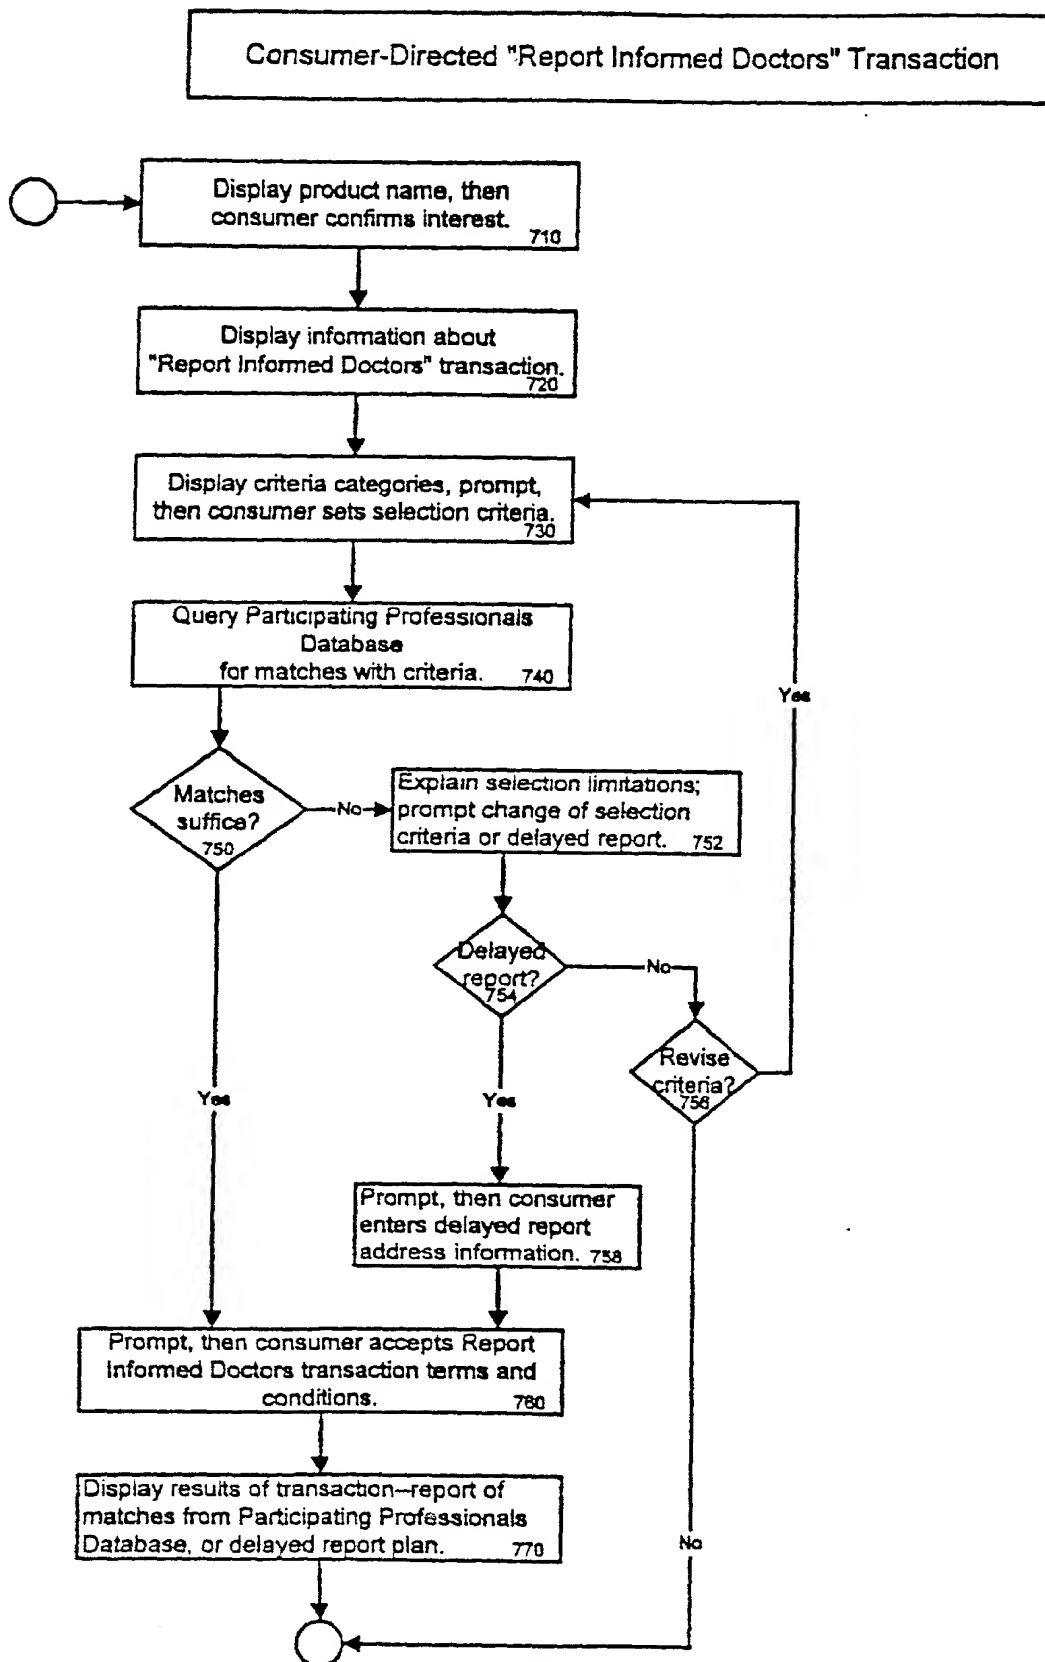 Consumer-Directed "Report Informed Doctors" Transaction
Display product name, then
consumer confirms interest.
710
Display information about
"Report Informed Doctors" transaction.
720
Display criteria categories, prompt,
then consumer sets selection criteria.
730
Query Participating Professionals
Database
for matches with criteria. 740
Yes
Matches
suffice?
750
No
Explain selection limitations;
prompt change of selection
criteria or delayed report. 752
Delayed
report?
754
No
Revise
criteria?
756
Yes
Yes
Prompt, then consumer
enters delayed report
address information. 758
Prompt, then consumer accepts Report
Informed Doctors transaction terms and
conditions. 760
Display results of transaction–report of
matches from Participating Professionals
Database, or delayed report plan. 770
No